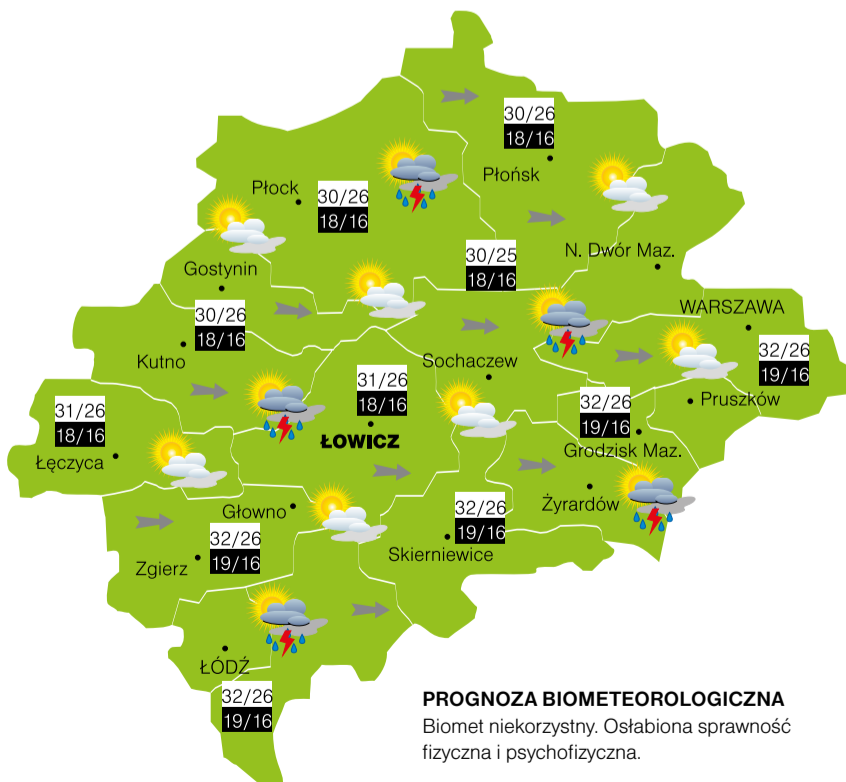 30/26
18/16
Płońsk
Płock
30/26
18/16
N. Dwór Maz.
30/25
18/16
Gostynin
30/26
18/16
Kutno
WARSZAWA
32/26
19/16
Sochaczew
Pruszków
31/26
18/16
ŁOWICZ
32/26
19/16
Grodzisk Maz.
31/26
18/16
Łęczyca
Żyrardów
Głowno
32/26
19/16
Skierniewice
32/26
19/16
Zgierz
ŁÓDŹ
32/26
19/16
PROGNOZA BIOMETEOROLOGICZNA
Biomet niekorzystny. Osłabiona sprawność
fizyczna i psychofizyczna.